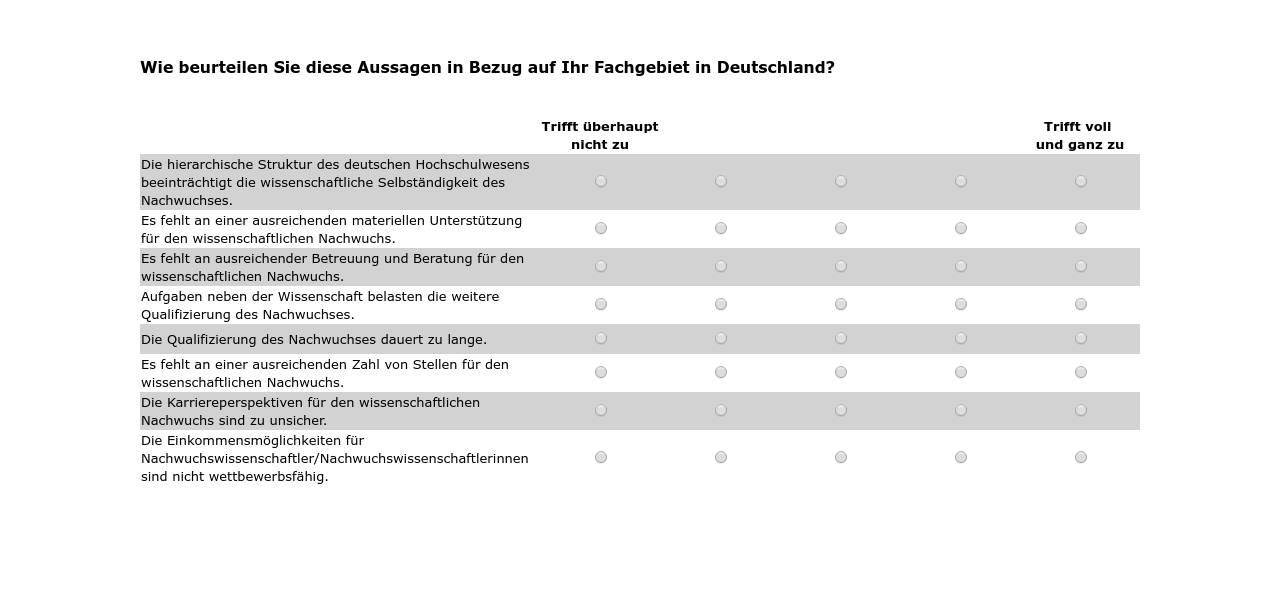 Wie beurteilen Sie diese Aussagen in Bezug auf Ihr Fachgebiet in Deutschland?
Trifft überhaupt
nicht zu
Trifft voll
und ganz zu
Die hierarchische Struktur des deutschen Hochschulwesens
beeinträchtigt die wissenschaftliche Selbständigkeit des
Nachwuchses.
Es fehlt an einer ausreichenden materiellen Unterstützung
für den wissenschaftlichen Nachwuchs.
Es fehlt an ausreichender Betreuung und Beratung für den
wissenschaftlichen Nachwuchs.
Aufgaben neben der Wissenschaft belasten die weitere
Qualifizierung des Nachwuchses.
Die Qualifizierung des Nachwuchses dauert zu lange.
Es fehlt an einer ausreichenden Zahl von Stellen für den
wissenschaftlichen Nachwuchs.
Die Karriereperspektiven für den wissenschaftlichen
Nachwuchs sind zu unsicher.
Die Einkommensmöglichkeiten für
Nachwuchswissenschaftler/Nachwuchswissenschaftlerinnen
sind nicht wettbewerbsfähig.